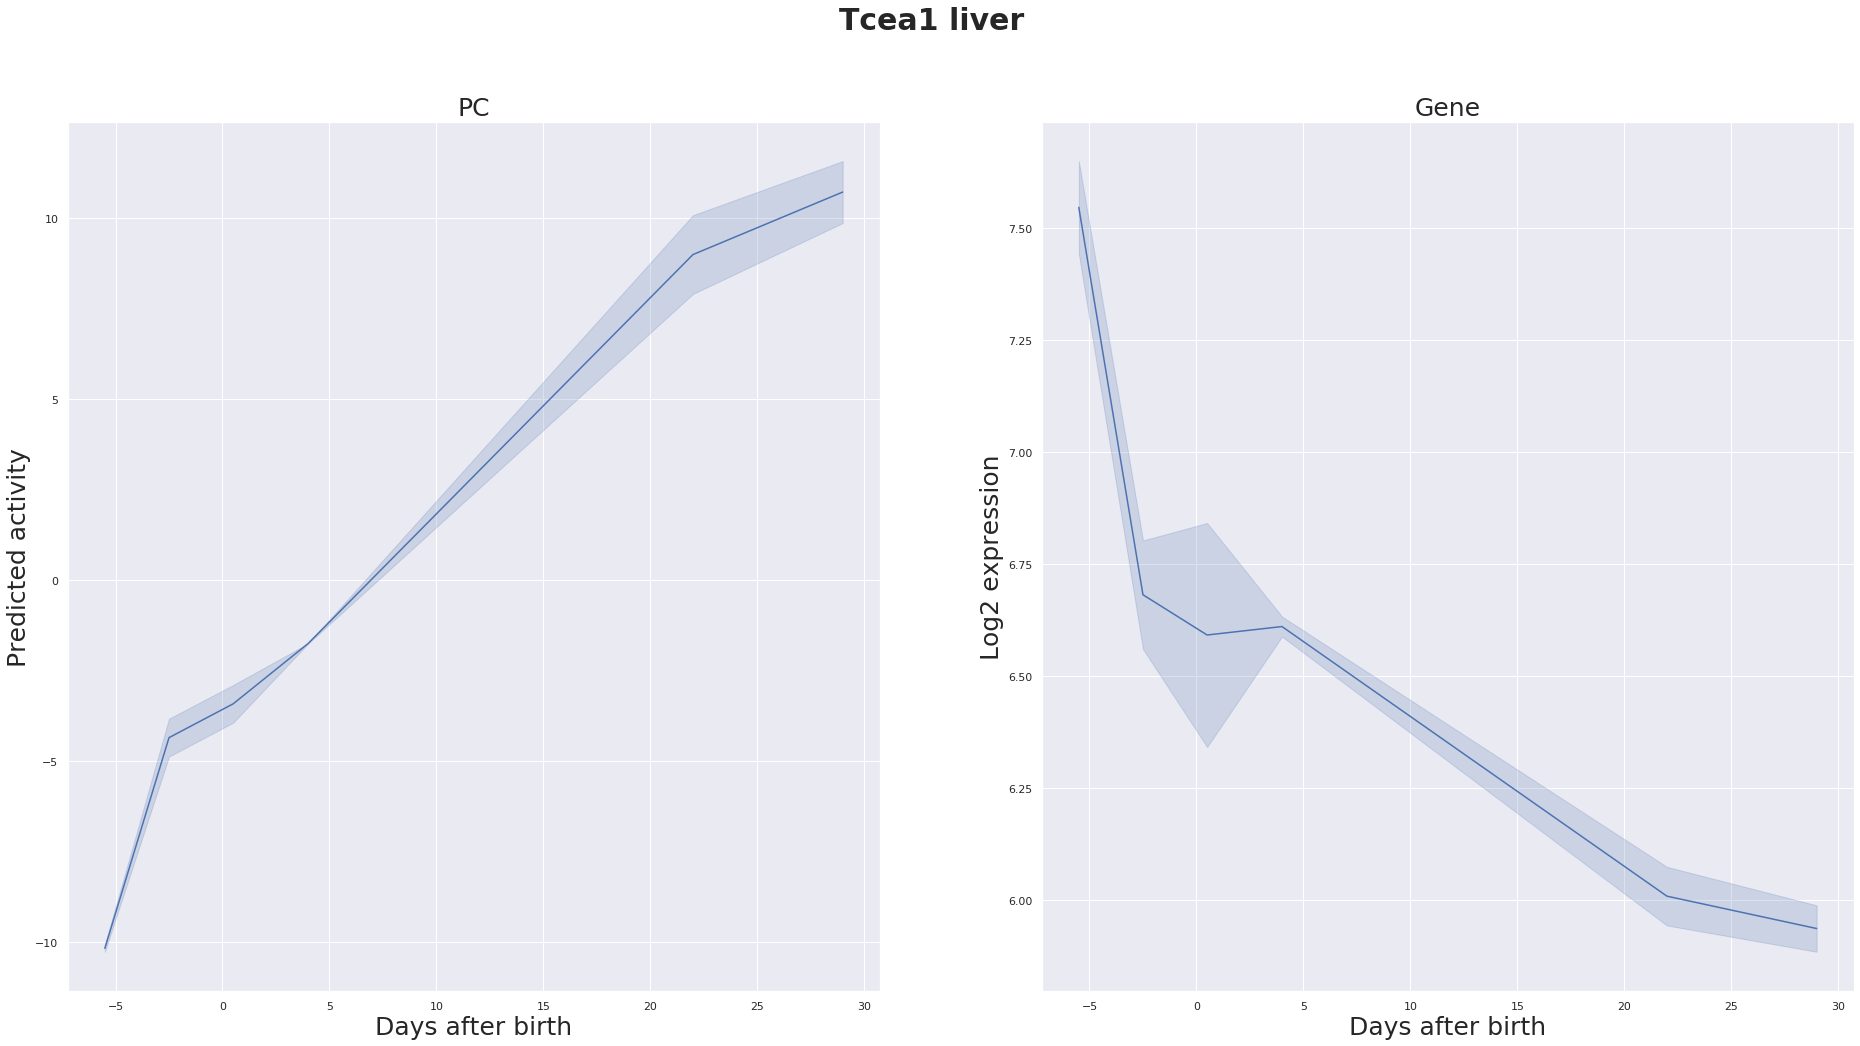 Tcea1 liver
PC
Predicted activity
10
5
0
−5
−10
−5 0 5 10 15 20 25 30
Days after birth
Gene
Log2 expression
7.50
7.25
7.00
6.75
6.50
6.25
6.00
−5 0 5 10 15 20 25 30
Days after birth